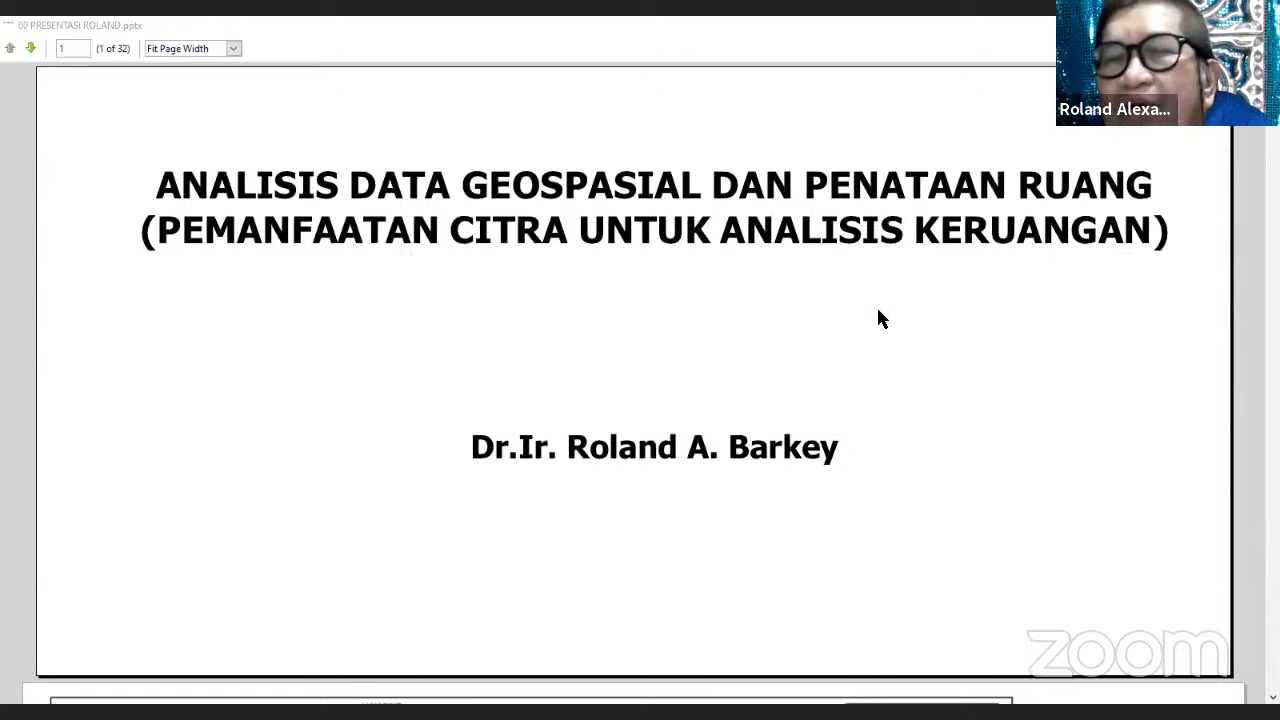 00 PRESENTASI ROLAND.pptx
1 (1 of 32) Fit Page Width
Roland Alexa...
ANALISIS DATA GEOSPASIAL DAN PENATAAN RUANG
(PEMANFAATAN CITRA UNTUK ANALISIS KERUANGAN)
Dr.Ir. Roland A. Barkey
zoom